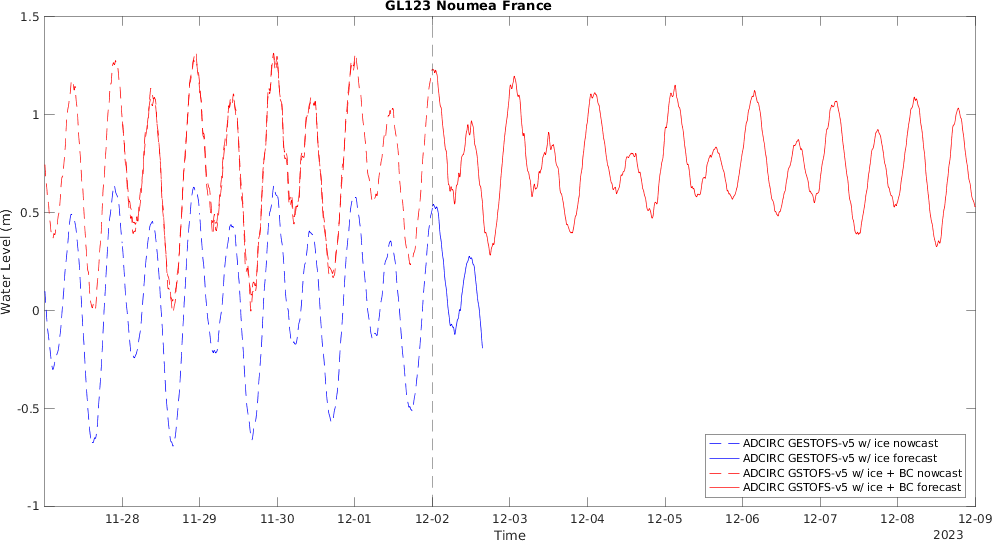 GL123 Noumea France
1.5
1
0.5
0
-0.5
-1
Water Level (m)
11-28 11-29 11-30 12-01 12-02 12-03 12-04 12-05 12-06 12-07 12-08 12-09
Time
2023
ADCIRC GESTOFS-v5 w/ ice nowcast
ADCIRC GESTOFS-v5 w/ ice forecast
ADCIRC GSTOFS-v5 w/ ice + BC nowcast
ADCIRC GSTOFS-v5 w/ ice + BC forecast